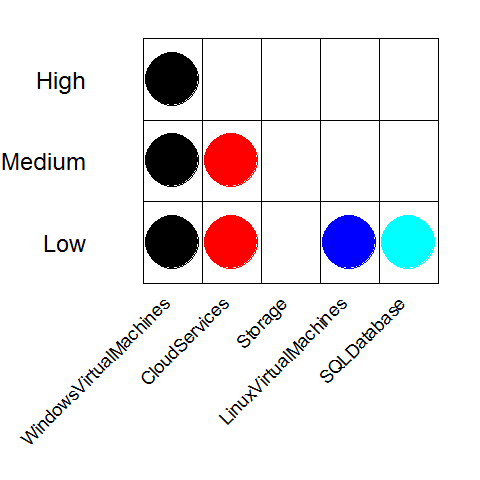 High
Medium
Low
WindowsVirtualMachines
CloudServices
Storage
LinuxVirtualMachines
SQLDatabase